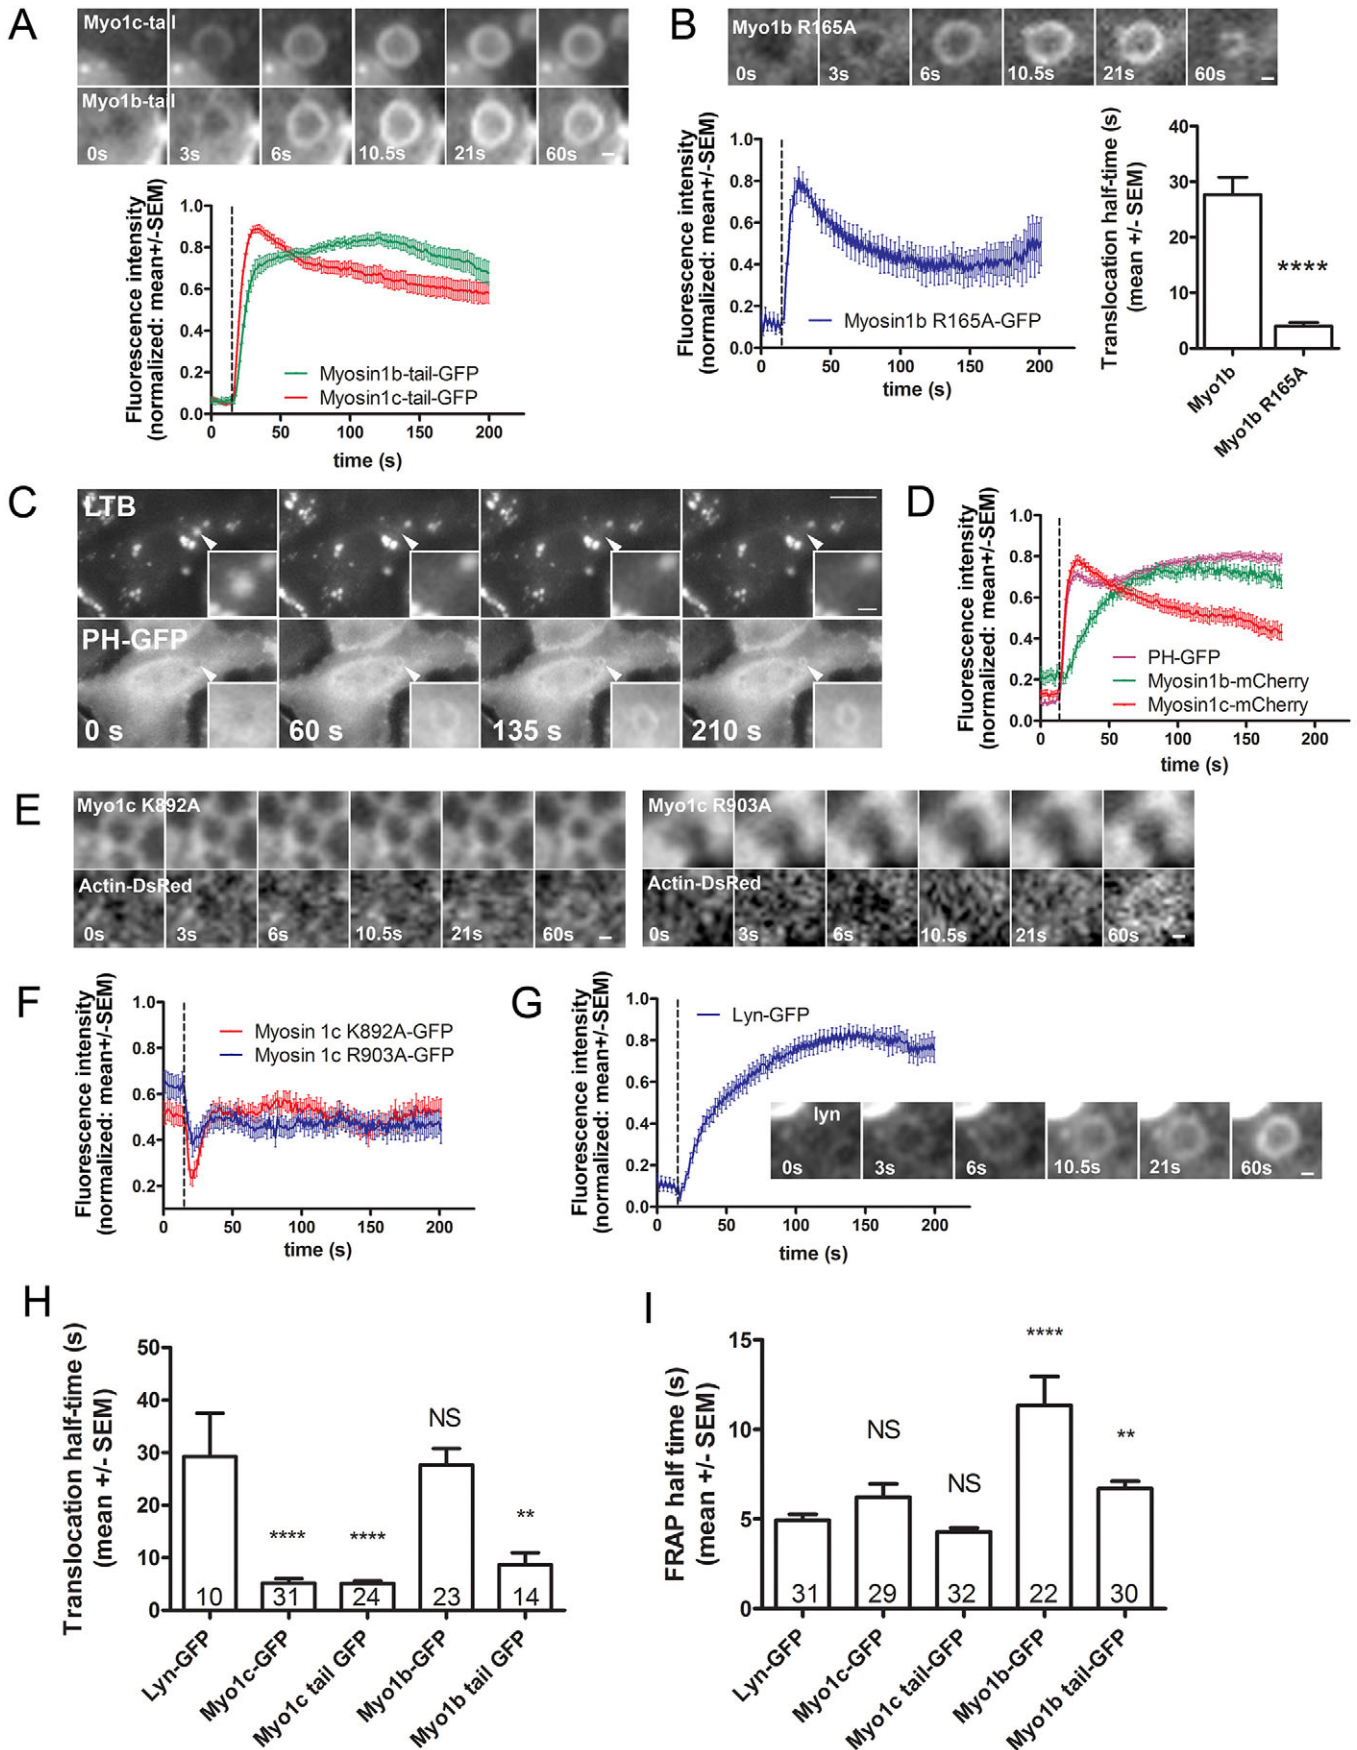 A
Myo1c-tail
Myo1b-tail
0s 3s 6s 10.5s 21s 60s
Fluorescence intensity
(normalized: mean+/-SEM)
1.0
0.8
0.6
0.4
0.2
0.0
Myosin1b-tail-GFP
Myosin1c-tail-GFP
0 50 100 150 200
time (s)
B
Myo1b R165A
0s 3s 6s 10.5s 21s 60s
Fluorescence intensity
(normalized: mean+/-SEM)
1.0
0.8
0.6
0.4
0.2
0.0
Myosin1b R165A-GFP
0 50 100 150 200
time (s)
Translocation half-time (s)
(mean +/- SEM)
40
30
20
10
0
****
Myo1b
Myo1b R165A
C
LTB
PH-GFP
0 s 60 s 135 s 210 s
D
Fluorescence intensity
(normalized: mean+/-SEM)
1.0
0.8
0.6
0.4
0.2
0.0
PH-GFP
Myosin1b-mCherry
Myosin1c-mCherry
0 50 100 150 200
time (s)
E
Myo1c K892A
Actin-DsRed
0s 3s 6s 10.5s 21s 60s
Myo1c R903A
Actin-DsRed
0s 3s 6s 10.5s 21s 60s
F
Fluorescence intensity
(normalized: mean+/-SEM)
1.0
0.8
0.6
0.4
0.2
Myosin 1c K892A-GFP
Myosin 1c R903A-GFP
0 50 100 150 200
time (s)
G
Fluorescence intensity
(normalized: mean+/-SEM)
1.0
0.8
0.6
0.4
0.2
0.0
Lyn-GFP
0 50 100 150 200
time (s)
lyn
0s 3s 6s 10.5s 21s 60s
H
Translocation half-time (s)
(mean +/- SEM)
50
40
30
20
10
0
**** **** NS **
10 31 24 23 14
Lyn-GFP
Myo1c-GFP
Myo1c tail GFP
Myo1b-GFP
Myo1b tail GFP
I
FRAP half time (s)
(mean +/- SEM)
15
10
5
0
NS NS **** **
31 29 32 22 30
Lyn-GFP
Myo1c-GFP
Myo1c tail-GFP
Myo1b-GFP
Myo1b tail-GFP